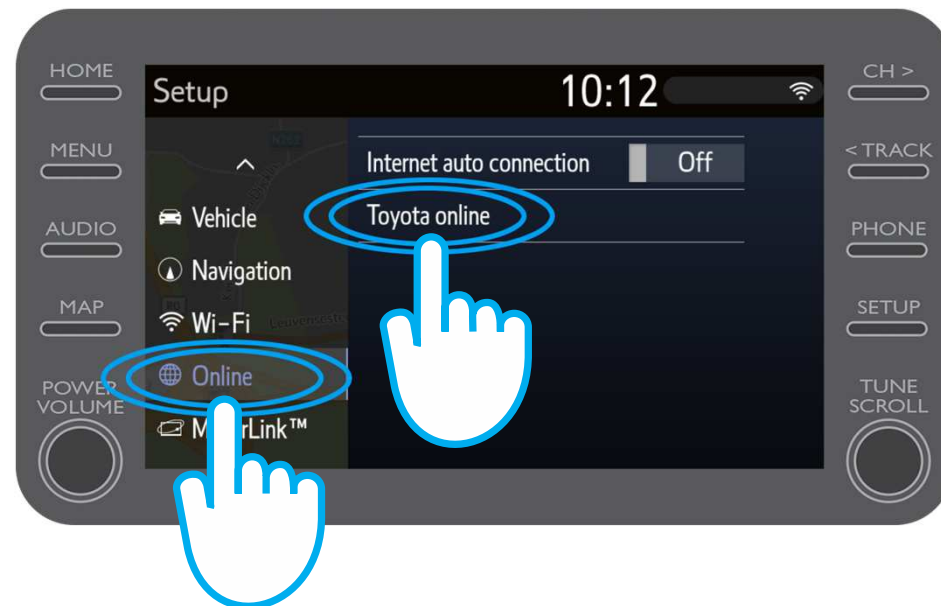 HOME
MENU
AUDIO
MAP
POWER
VOLUME
Setup
10:12
Vehicle
Navigation
Wi-Fi
Online
Link™
Internet auto connection
Off
Toyota online
CH >
< TRACK
PHONE
SETUP
TUNE
SCROLL